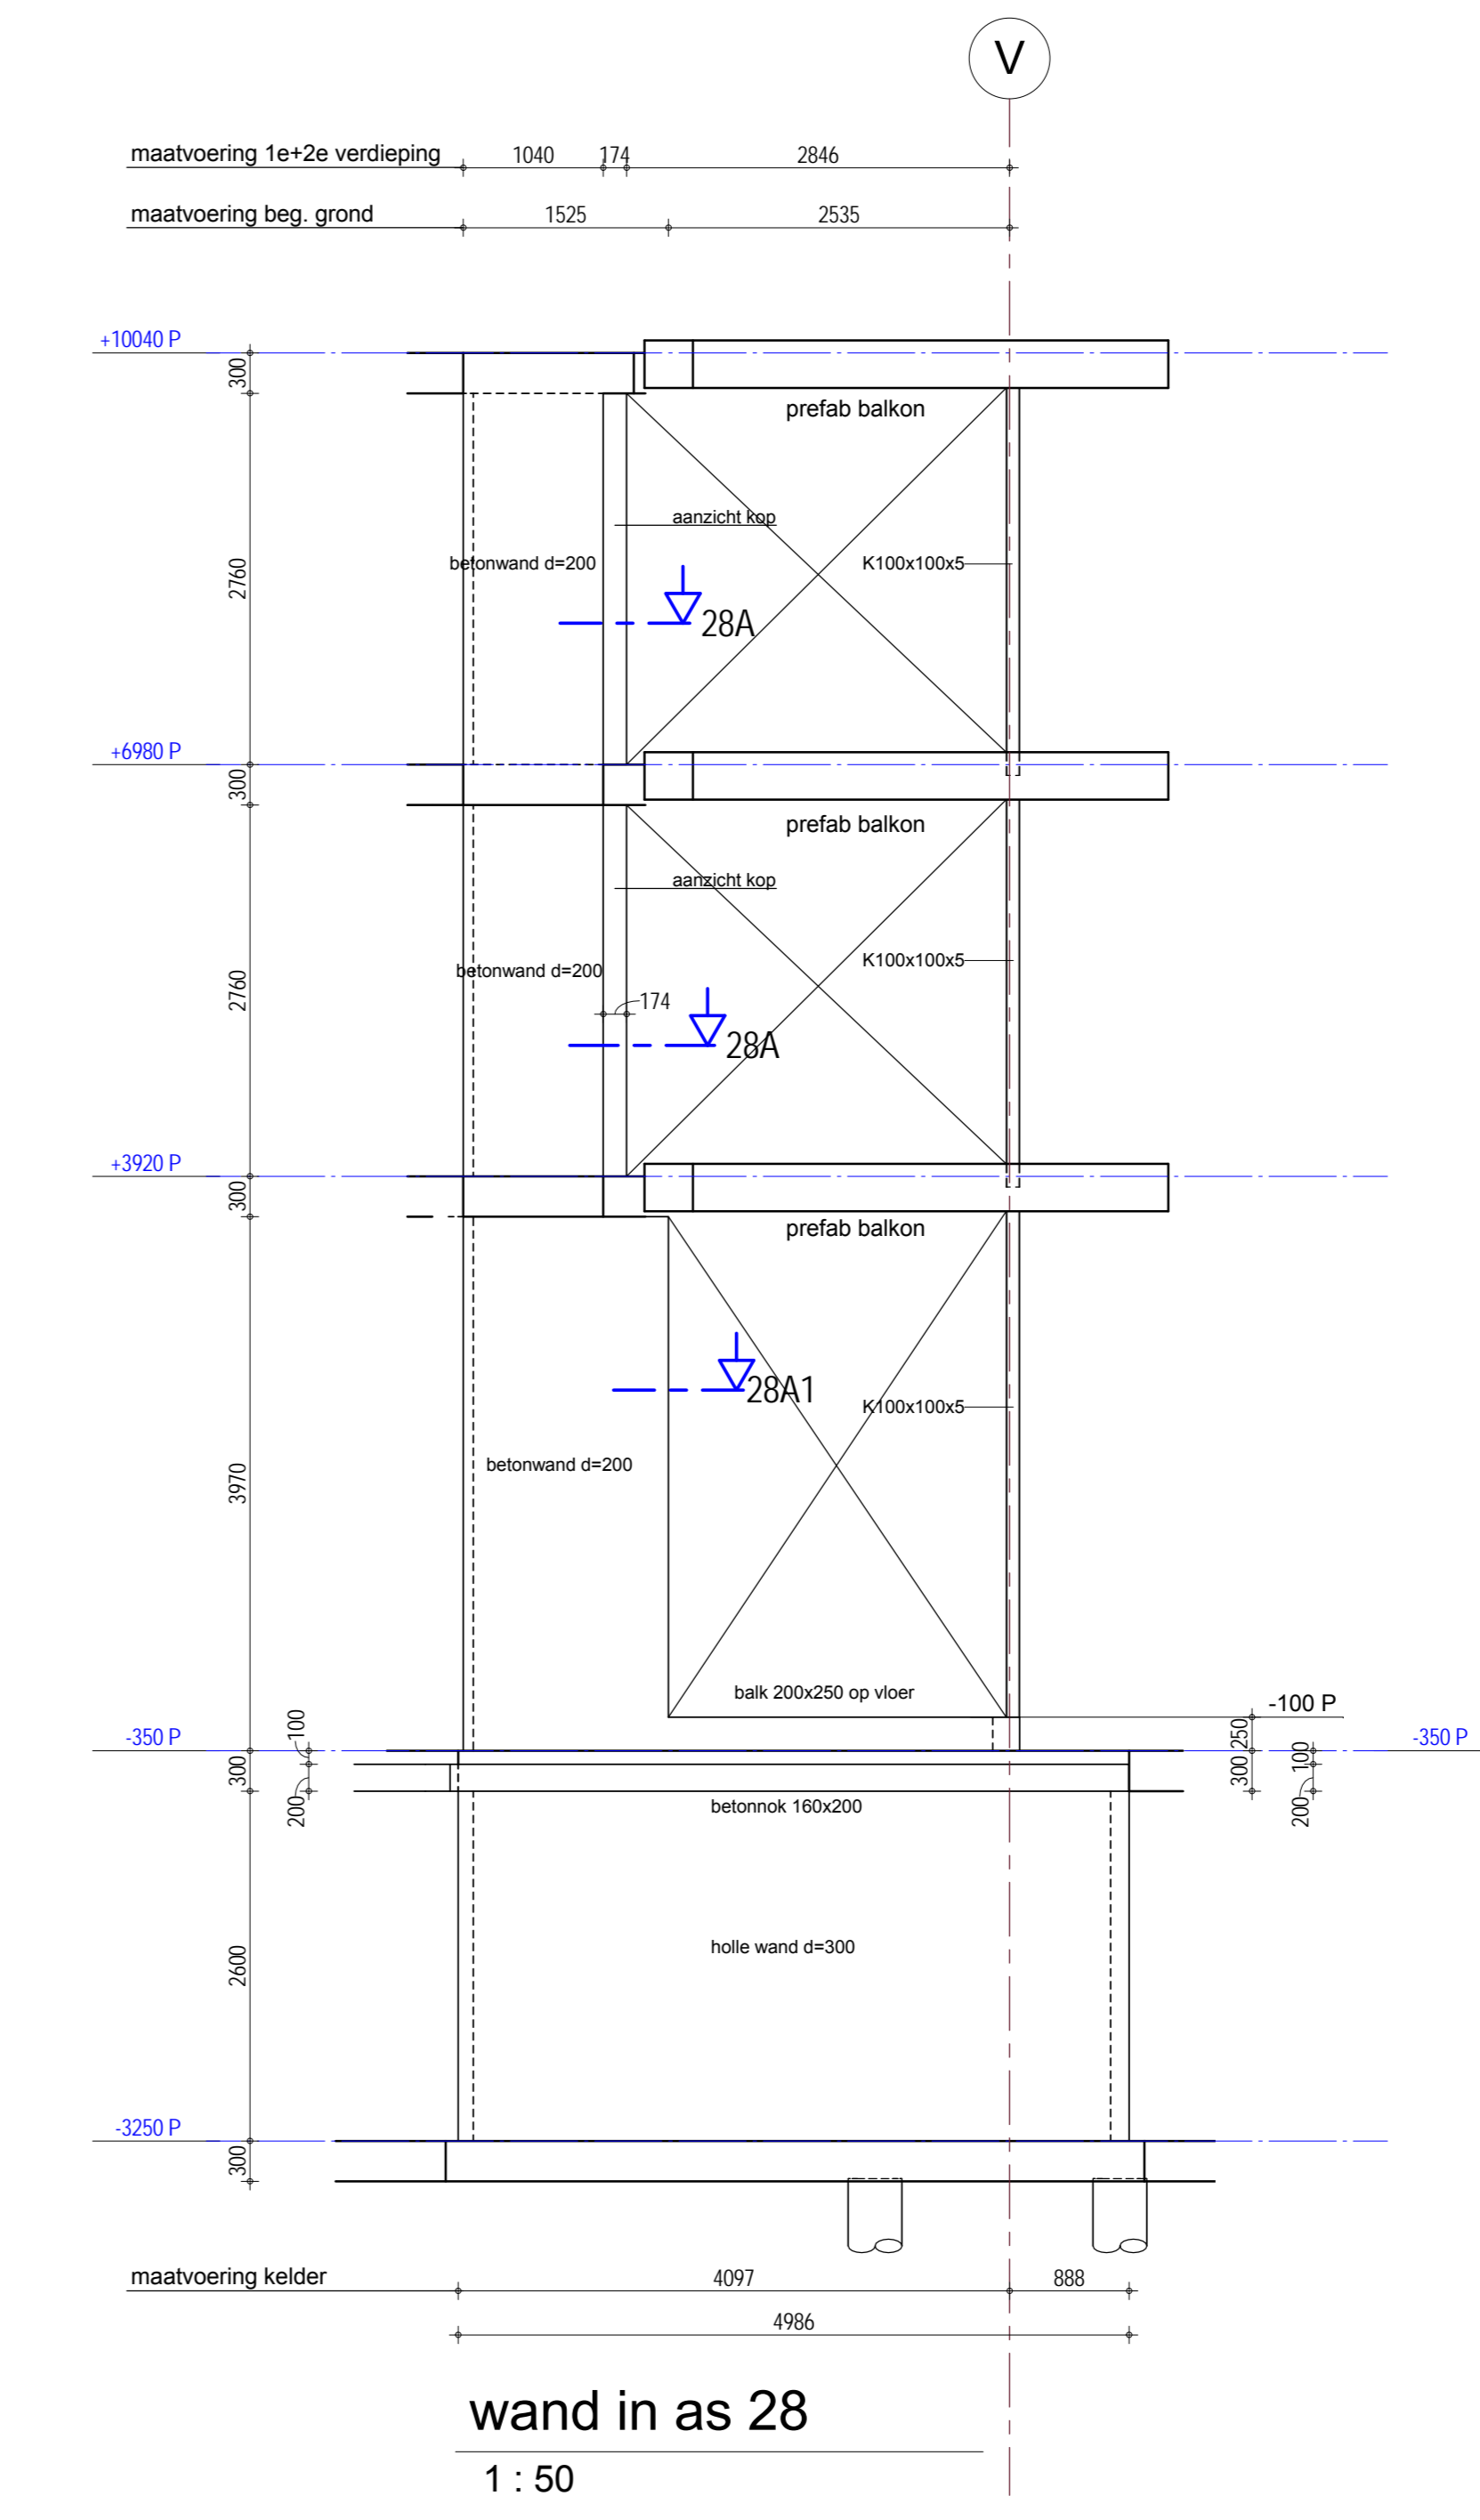 V
maatvoering 1e+2e verdieping
1040
174
2846
maatvoering beg. grond
1525
2535
+10040 P
300
prefab balkon
aanzicht kop
betonwand d=200
K100x100x5
2760
28A
+6980 P
300
prefab balkon
aanzicht kop
K100x100x5
betonwand d=200
2760
174
28A
+3920 P
300
prefab balkon
28A1
K100x100x5
betonwand d=200
3970
balk 200x250 op vloer
-100 P
-350 P
100
250
100
-350 P
300
200
300
200
betonnok 160x200
holle wand d=300
2600
-3250 P
300
maatvoering kelder
4097
888
4986
wand in as 28
1 : 50